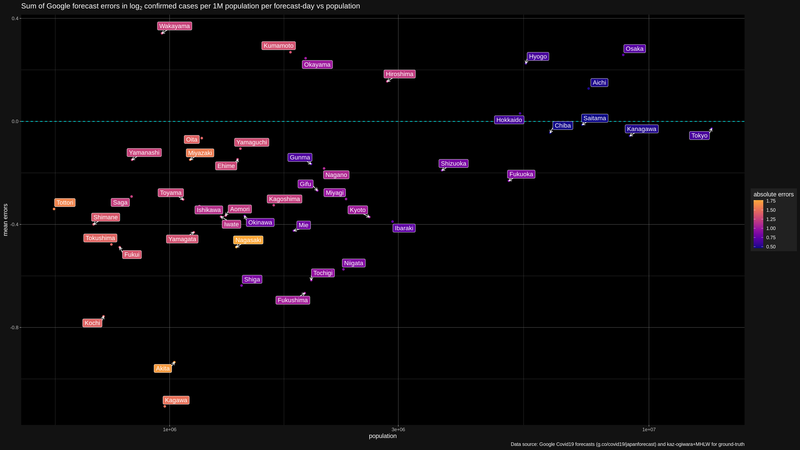 Sum of Google forecast errors in log2 confirmed cases per 1M population per forecast-day vs population
0.4
Wakayama
Kumamoto
Osaka
Hyogo
Okayama
Hiroshima
Aichi
0.0
Hokkaido
Saitama
Chiba
Kanagawa
Tokyo
Oita
Yamaguchi
Yamanashi
Miyazaki
Gunma
Ehime
Shizuoka
Nagano
Fukuoka
Gifu
Toyama
Miyagi
Tottori
Saga
Kagoshima
Ishikawa
Aomori
Kyoto
Shimane
-0.4
Iwate
Okinawa
Mie
Ibaraki
Tokushima
Yamagata
Nagasaki
Fukui
Niigata
Tochigi
Shiga
Fukushima
Kochi
-0.8
Akita
Kagawa
mean errors
1e+06
3e+06
1e+07
population
absolute errors
1.75
1.50
1.25
1.00
0.75
0.50
Data source: Google Covid19 forecasts (g.co/covid19/japanforecast) and kaz-ogiwara+MHLW for ground-truth